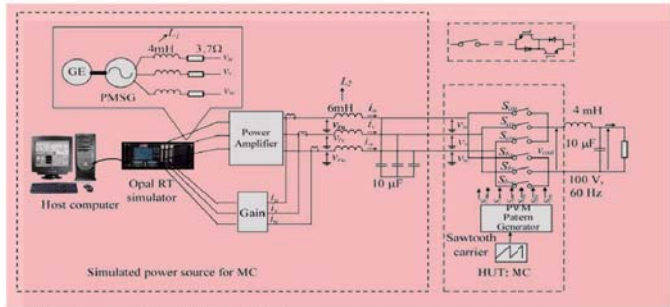 L1
4mH 3.7Ω
GE
PMSG
L2
6mH
Power
Amplifier
Host computer
Opal RT
simulator
Gain
10 μF
4 mH
10 μF
100 V,
60 Hz
PWM
Patern
Generator
Sawtooth
carrier
HUT: MC
Simulated power source for MC